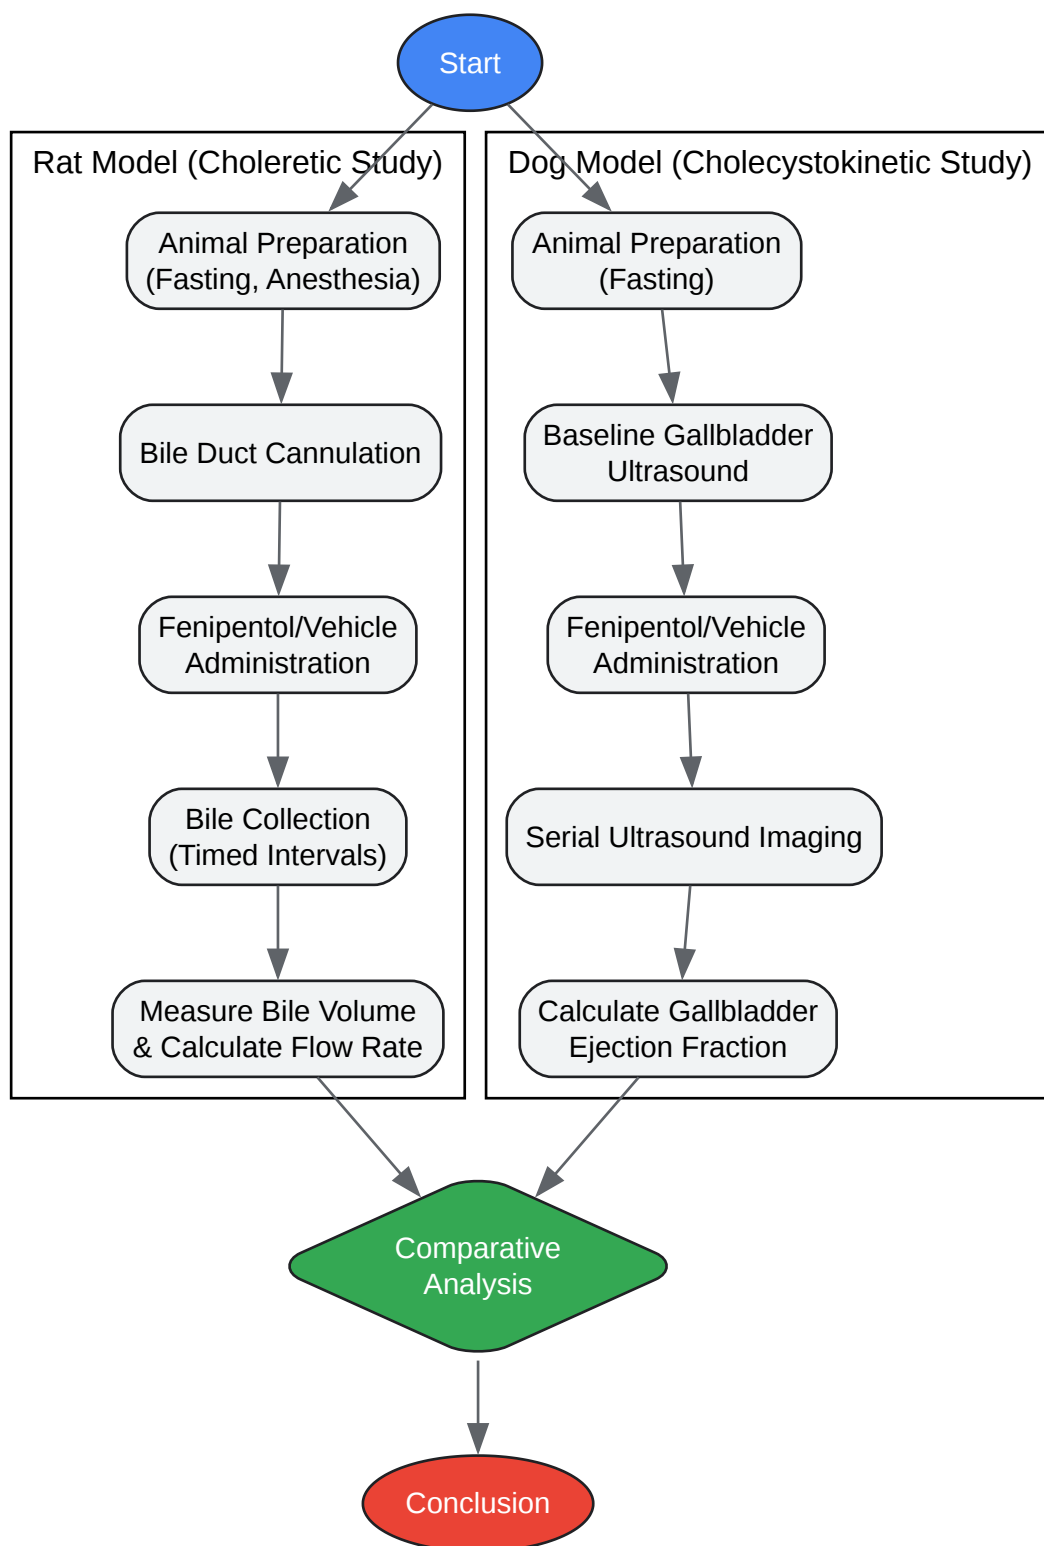 Start
Rat Model (Choleretic Study)
Animal Preparation
(Fasting, Anesthesia)
Bile Duct Cannulation
Fenipentol/Vehicle
Administration
Bile Collection
(Timed Intervals)
Measure Bile Volume
& Calculate Flow Rate
Dog Model (Cholecystokinetic Study)
Animal Preparation
(Fasting)
Baseline Gallbladder
Ultrasound
Fenipentol/Vehicle
Administration
Serial Ultrasound Imaging
Calculate Gallbladder
Ejection Fraction
Comparative
Analysis
Conclusion